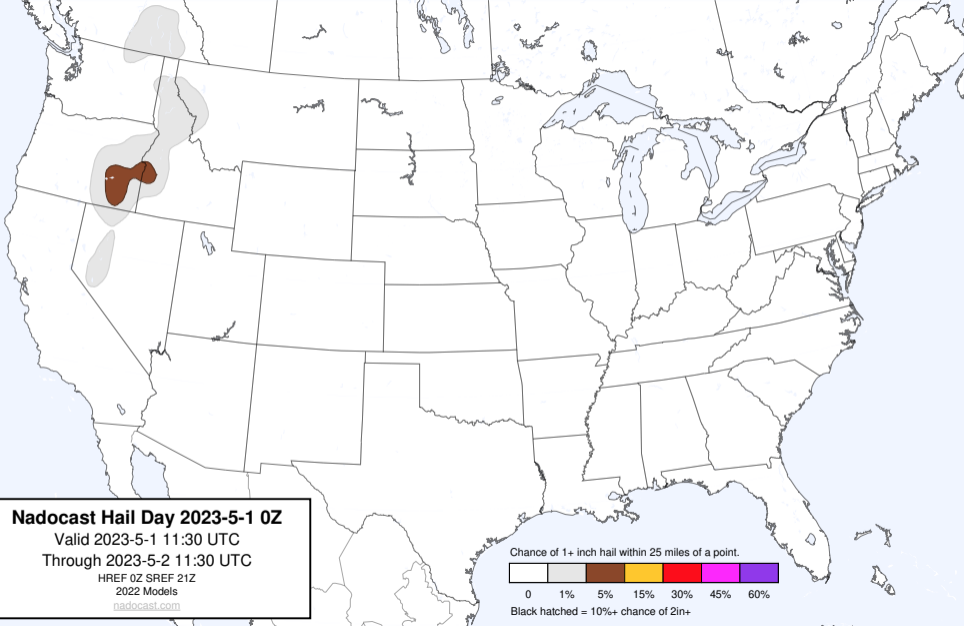 Nadocast Hail Day 2023-5-1 0Z
Valid 2023-5-1 11:30 UTC
Through 2023-5-2 11:30 UTC
HREF 0Z SREF 21Z
2022 Models
nadocast.com
Chance of 1+ inch hail within 25 miles of a point.
0 1% 5% 15% 30% 45% 60%
Black hatched = 10%+ chance of 2in+